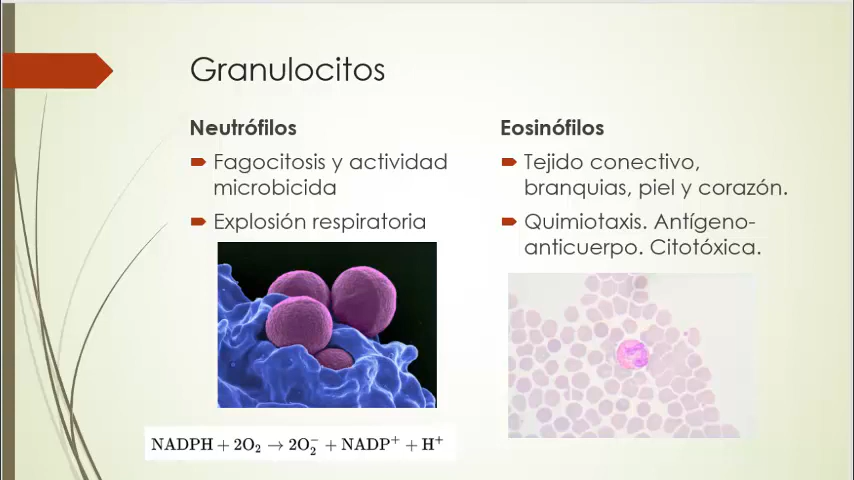 Granulocitos
Neutrófilos
Fagocitosis y actividad
microbicida
Explosión respiratoria
NADPH + 2O₂ → 2O₂⁻ + NADP⁺ + H⁺
Eosinófilos
Tejido conectivo,
branquias, piel y corazón.
Quimiotaxis. Antígeno-
anticuerpo. Citotóxica.